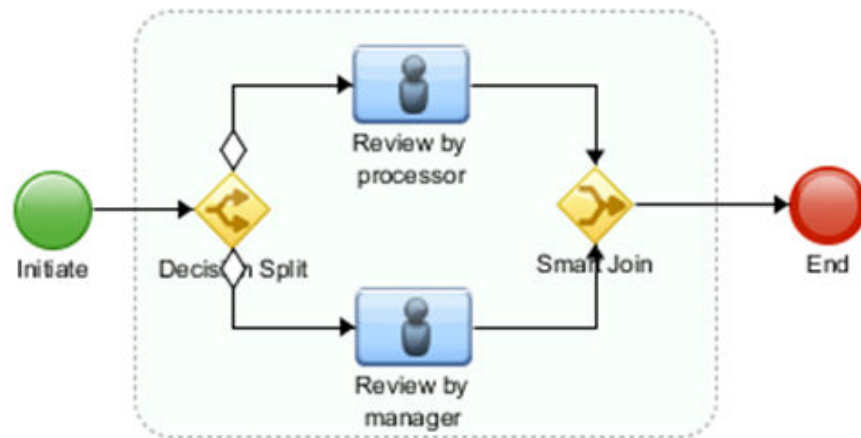 Review by
processor
Initiate
Decision Split
Smart Join
End
Review by
manager